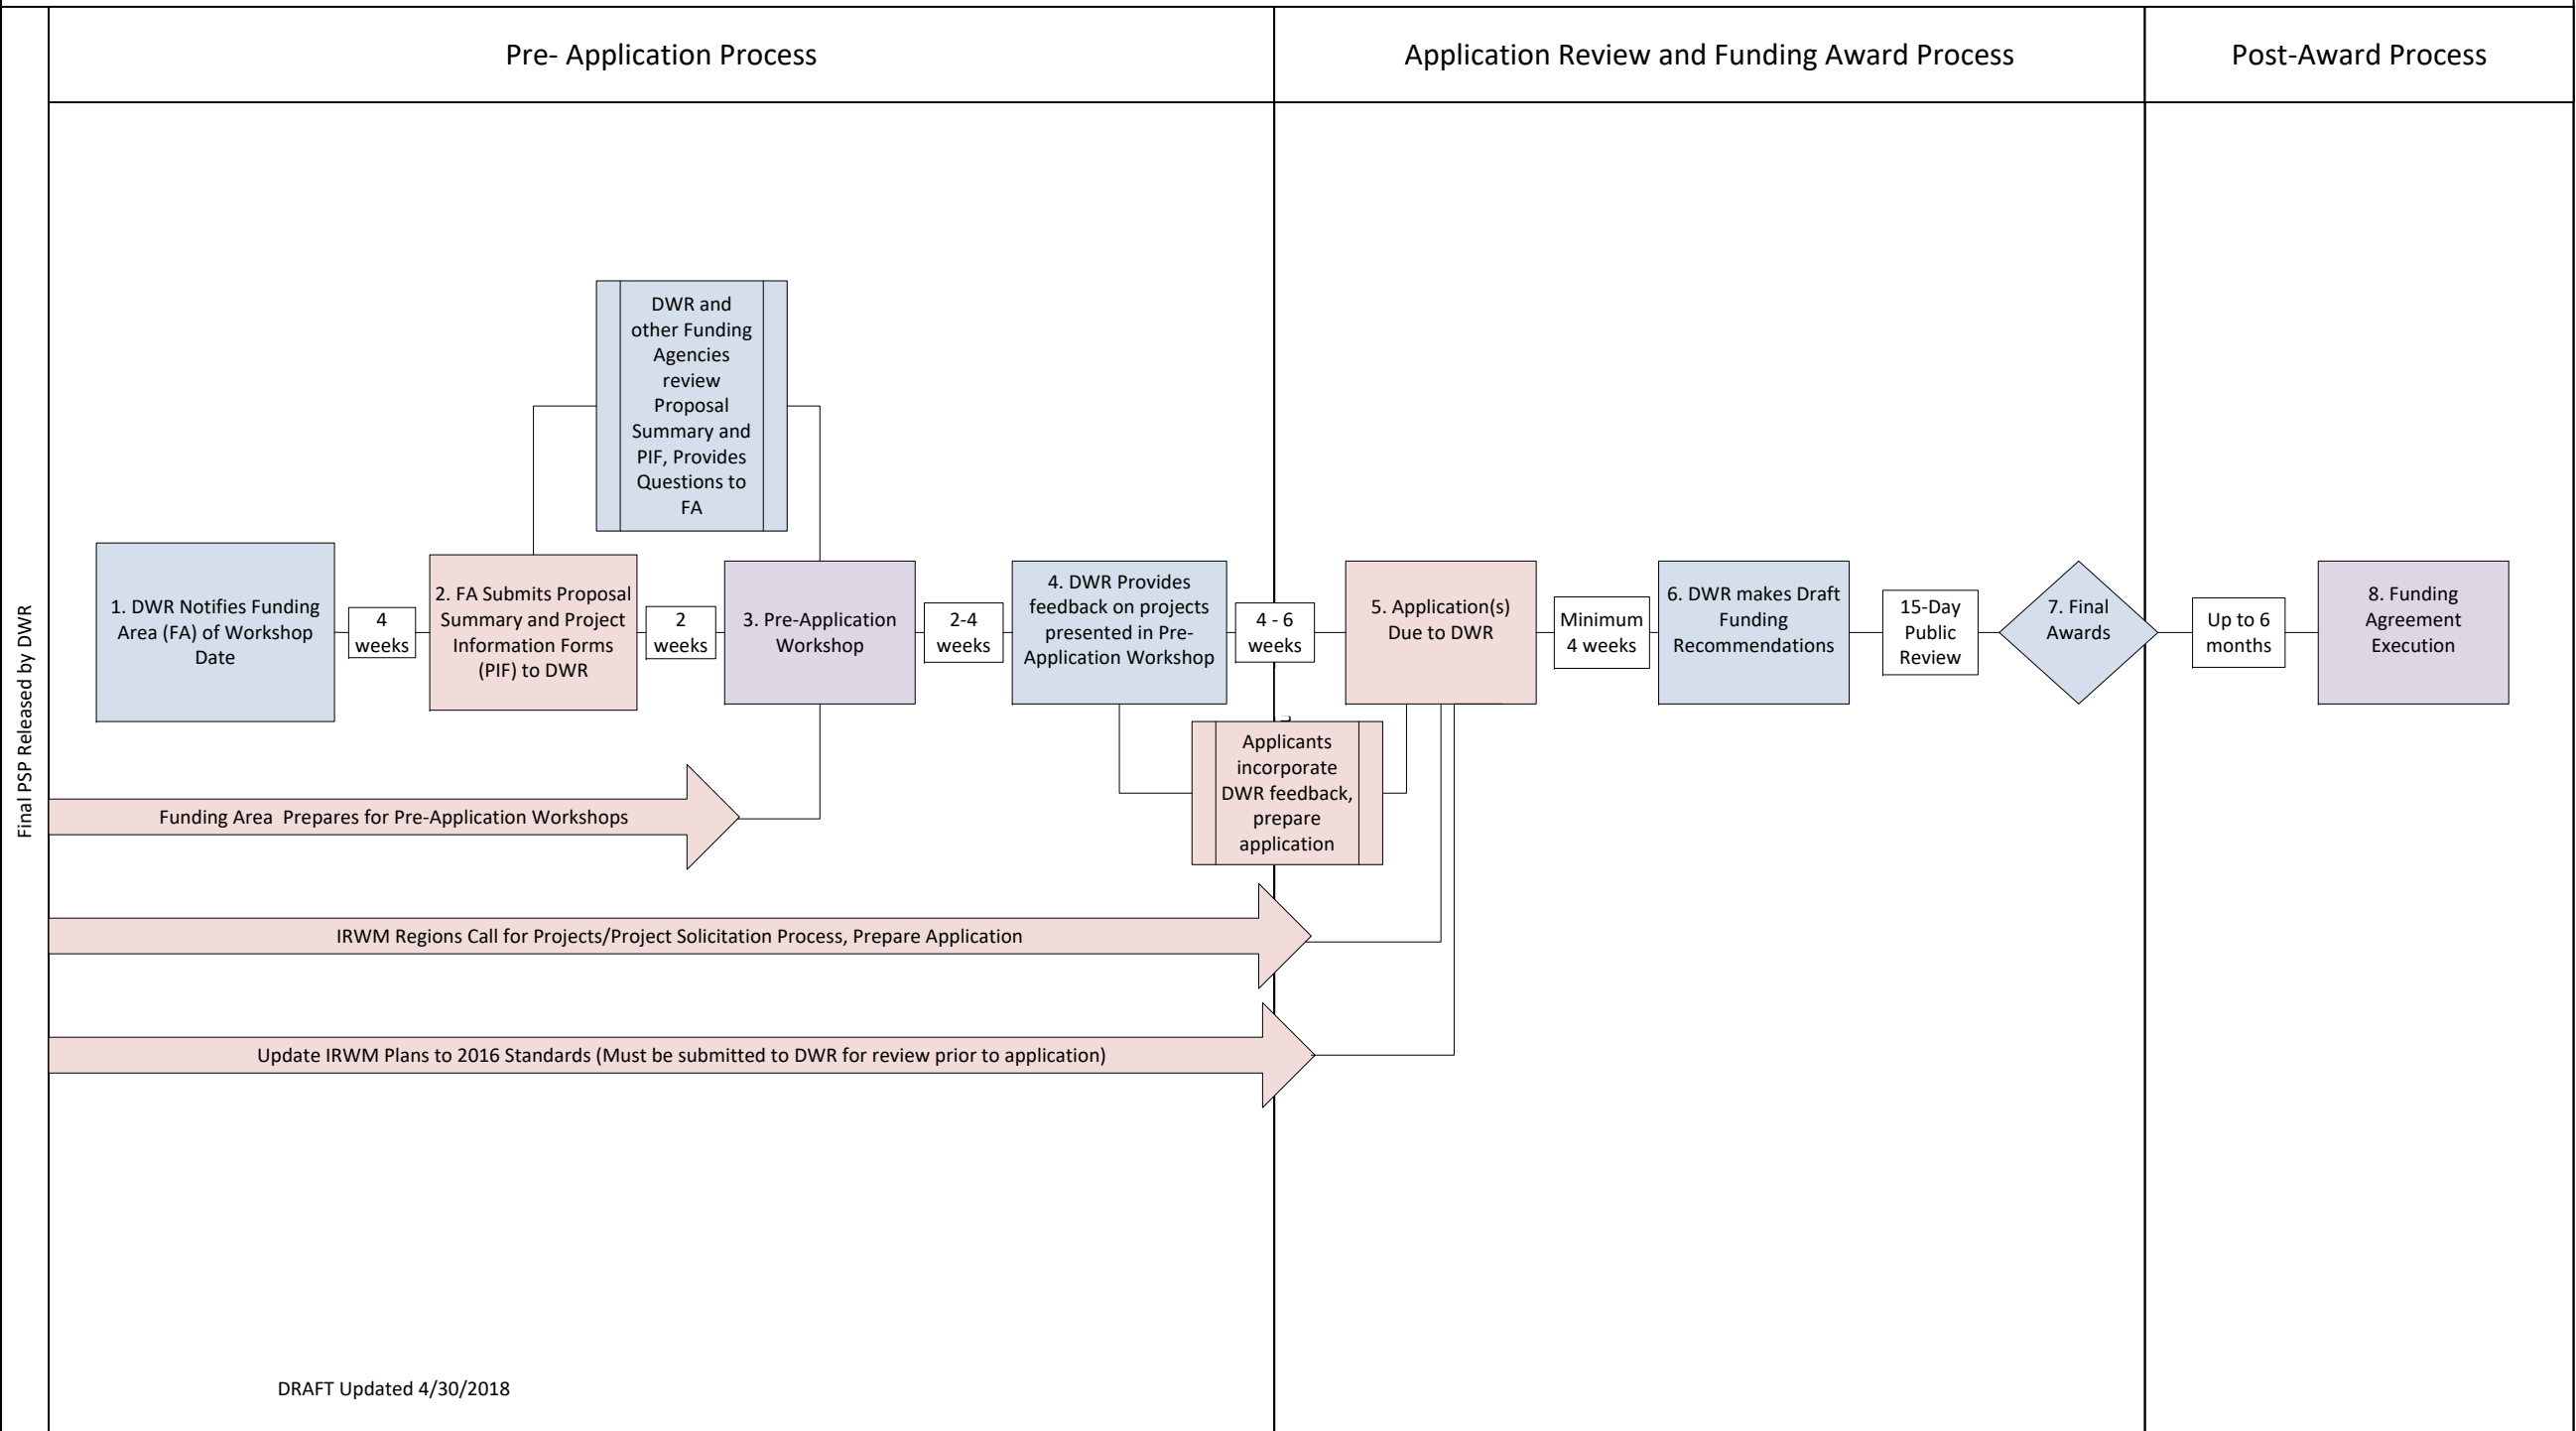 Pre- Application Process
Application Review and Funding Award Process
Post-Award Process
Final PSP Released by DWR
DWR and
other Funding
Agencies
review
Proposal
Summary and
PIF, Provides
Questions to
FA
1. DWR Notifies Funding
Area (FA) of Workshop
Date
4
weeks
2. FA Submits Proposal
Summary and Project
Information Forms
(PIF) to DWR
2
weeks
3. Pre-Application
Workshop
2-4
weeks
4. DWR Provides
feedback on projects
presented in Pre-
Application Workshop
4 - 6
weeks
5. Application(s)
Due to DWR
Minimum
4 weeks
6. DWR makes Draft
Funding
Recommendations
15-Day
Public
Review
7. Final
Awards
Up to 6
months
8. Funding
Agreement
Execution
Applicants
incorporate
DWR feedback,
prepare
application
Funding Area  Prepares for Pre-Application Workshops
IRWM Regions Call for Projects/Project Solicitation Process, Prepare Application
Update IRWM Plans to 2016 Standards (Must be submitted to DWR for review prior to application)
DRAFT Updated 4/30/2018